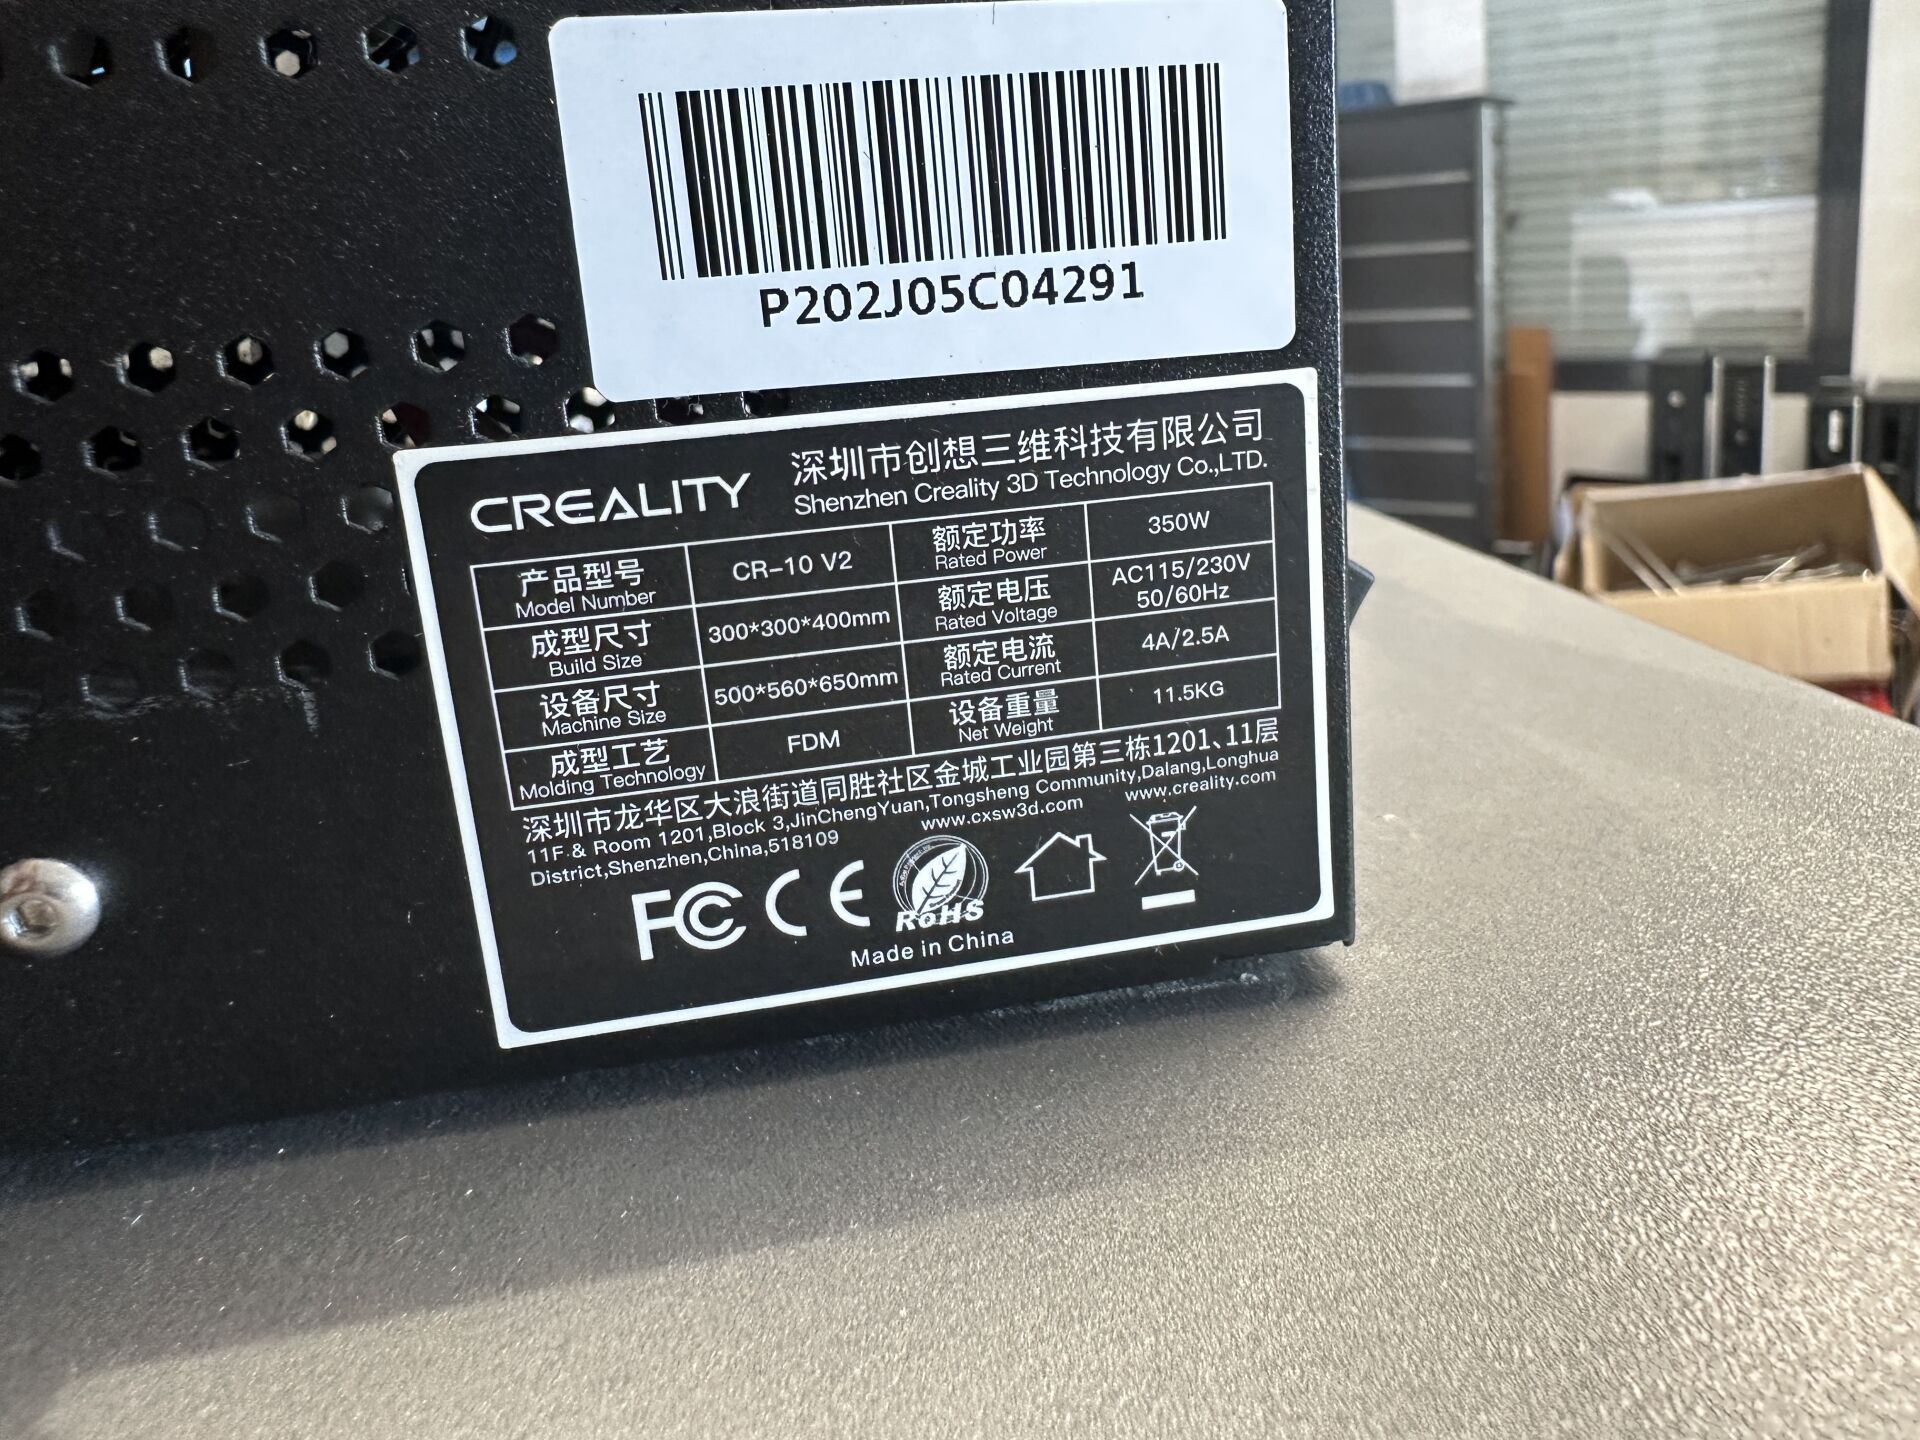 P202J05C04291
CREALITY
深圳市创想三维科技有限公司
Shenzhen Creality 3D Technology Co.,LTD.
产品型号
Model Number
CR-10 V2
额定功率
Rated Power
350W
成型尺寸
Build Size
300*300*400mm
额定电压
Rated Voltage
AC115/230V
50/60Hz
设备尺寸
Machine Size
500*560*650mm
额定电流
Rated Current
4A/2.5A
成型工艺
Molding Technology
FDM
设备重量
Net Weight
11.5KG
深圳市龙华区大浪街道同胜社区金城工业园第三栋1201、11层
11F & Room 1201,Block 3,JinChengYuan,Tongsheng Community,Dalang,Longhua
District,Shenzhen,China,518109
www.cxsw3d.com
www.creality.com
FC CE
RoHS
Made in China